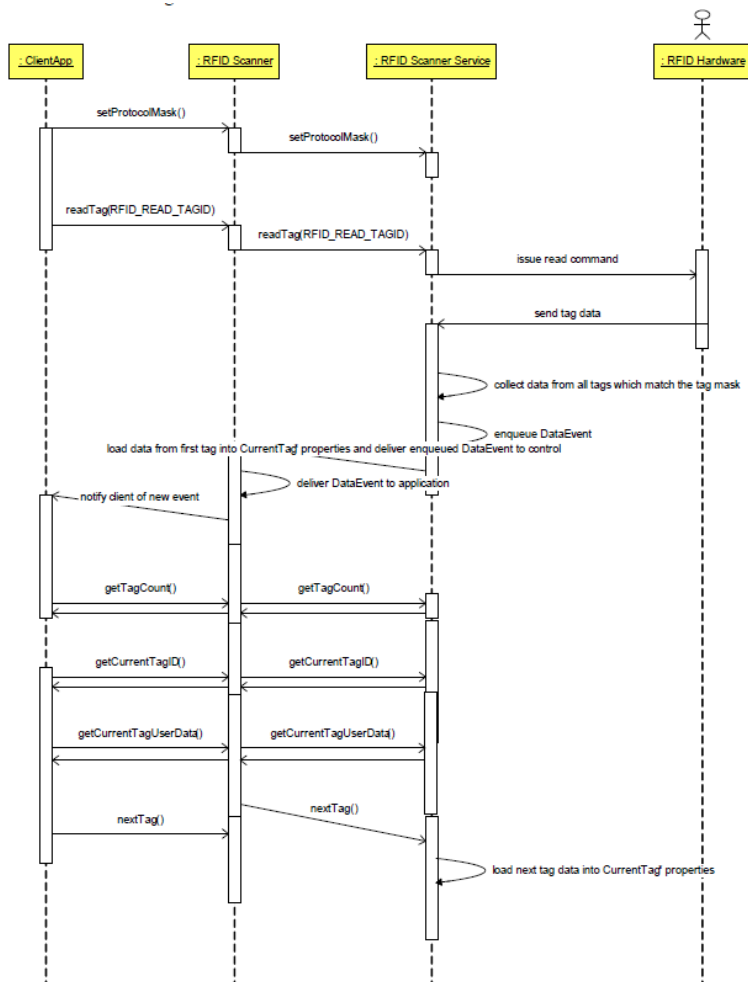 : ClientApp
: RFID Scanner
: RFID Scanner Service
: RFID Hardware
setProtocolMask()
setProtocolMask()
readTag(RFID_READ_TAGID)
readTag(RFID_READ_TAGID)
issue read command
send tag data
collect data from all tags which match the tag mask
enqueue DataEvent
load data from first tag into CurrentTag* properties and deliver enqueued DataEvent to control
deliver DataEvent to application
notify client of new event
getTagCount()
getTagCount()
getCurrentTagID()
getCurrentTagID()
getCurrentTagUserData()
getCurrentTagUserData()
nextTag()
nextTag()
load next tag data into CurrentTag* properties